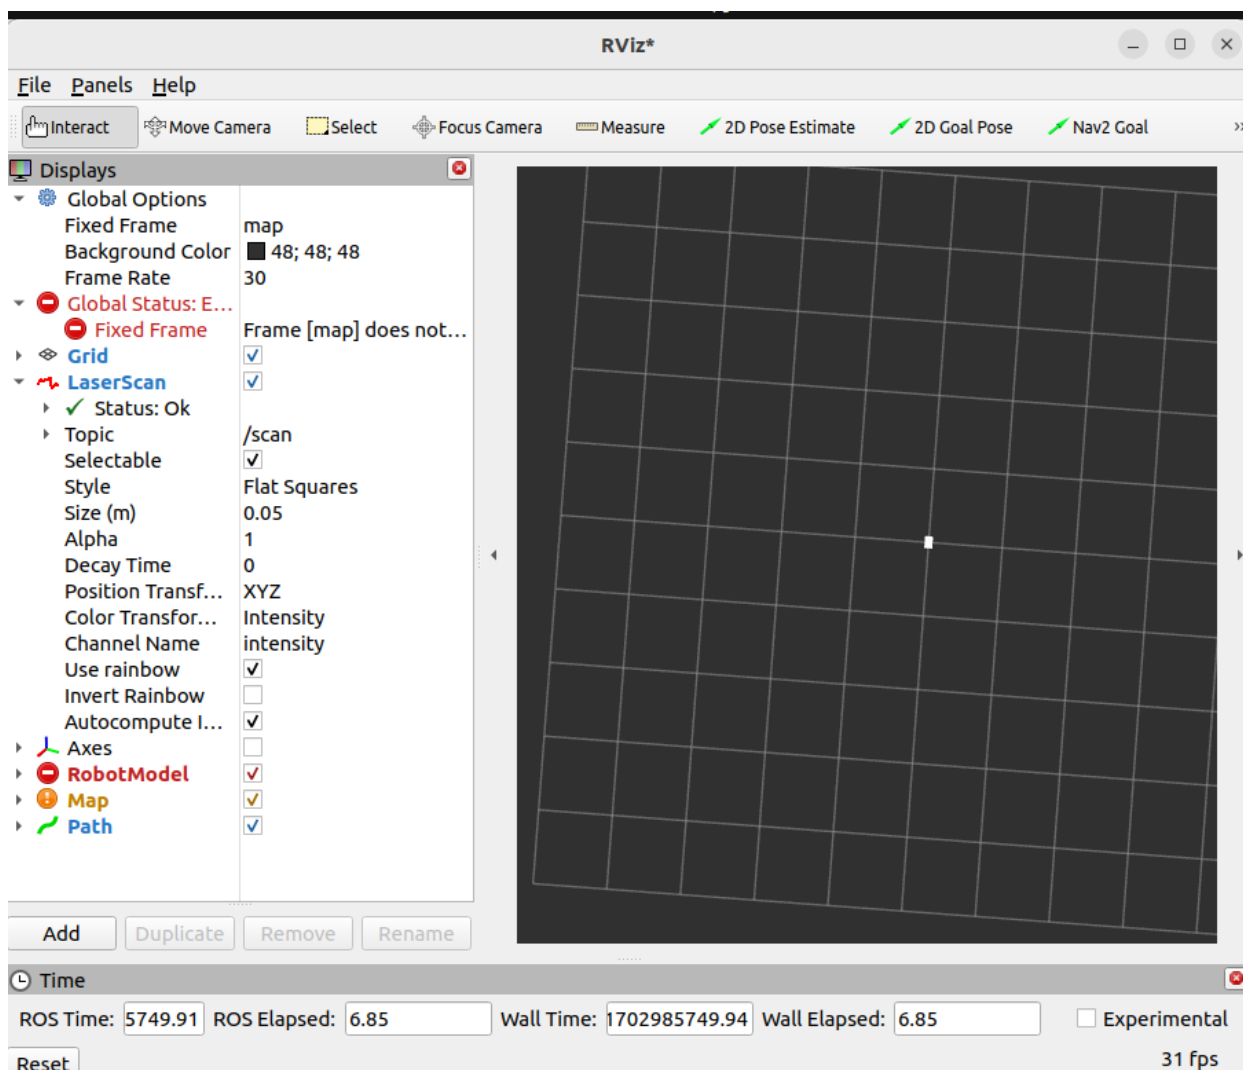 RViz*
File Panels Help
Interact Move Camera Select Focus Camera Measure 2D Pose Estimate 2D Goal Pose Nav2 Goal
Displays
Global Options
Fixed Frame map
Background Color 48; 48; 48
Frame Rate 30
Global Status: E...
Fixed Frame Frame [map] does not...
Grid
LaserScan
Status: Ok
Topic /scan
Selectable
Style Flat Squares
Size (m) 0.05
Alpha 1
Decay Time 0
Position Transf... XYZ
Color Transfor... Intensity
Channel Name intensity
Use rainbow
Invert Rainbow
Autocompute I...
Axes
RobotModel
Map
Path
Add Duplicate Remove Rename
Time
ROS Time: 5749.91 ROS Elapsed: 6.85 Wall Time: 1702985749.94 Wall Elapsed: 6.85 Experimental
Reset 31 fps